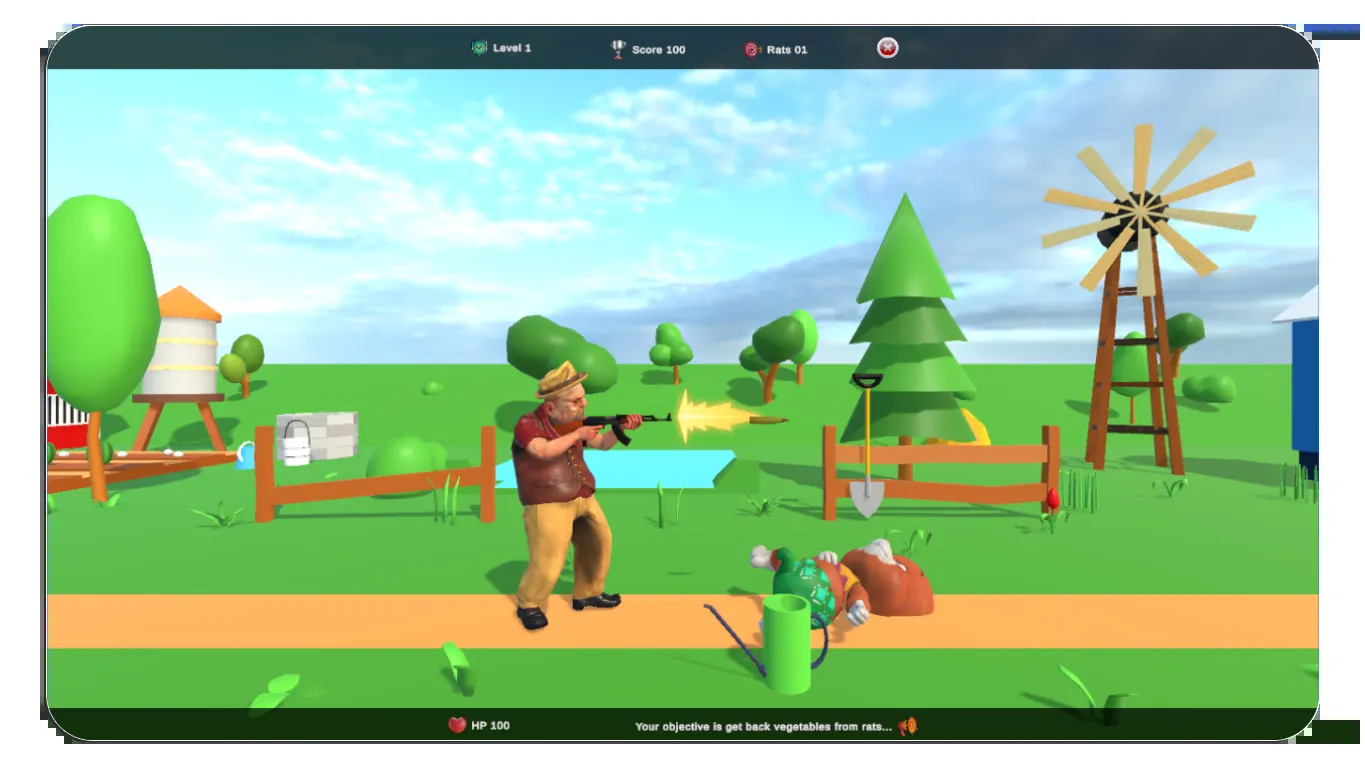 Level 1
Score 100
Rats 01
HP 100
Your objective is get back vegetables from rats...